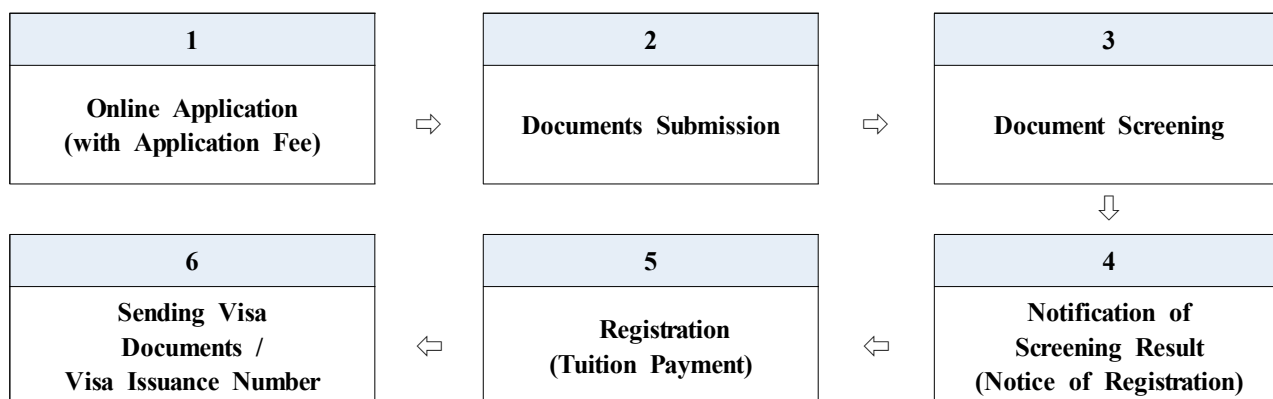 1
Online Application
(with Application Fee)
⇨
2
Documents Submission
⇨
3
Document Screening
⇩
4
Notification of
Screening Result
(Notice of Registration)
⇦
5
Registration
(Tuition Payment)
⇦
6
Sending Visa
Documents /
Visa Issuance Number